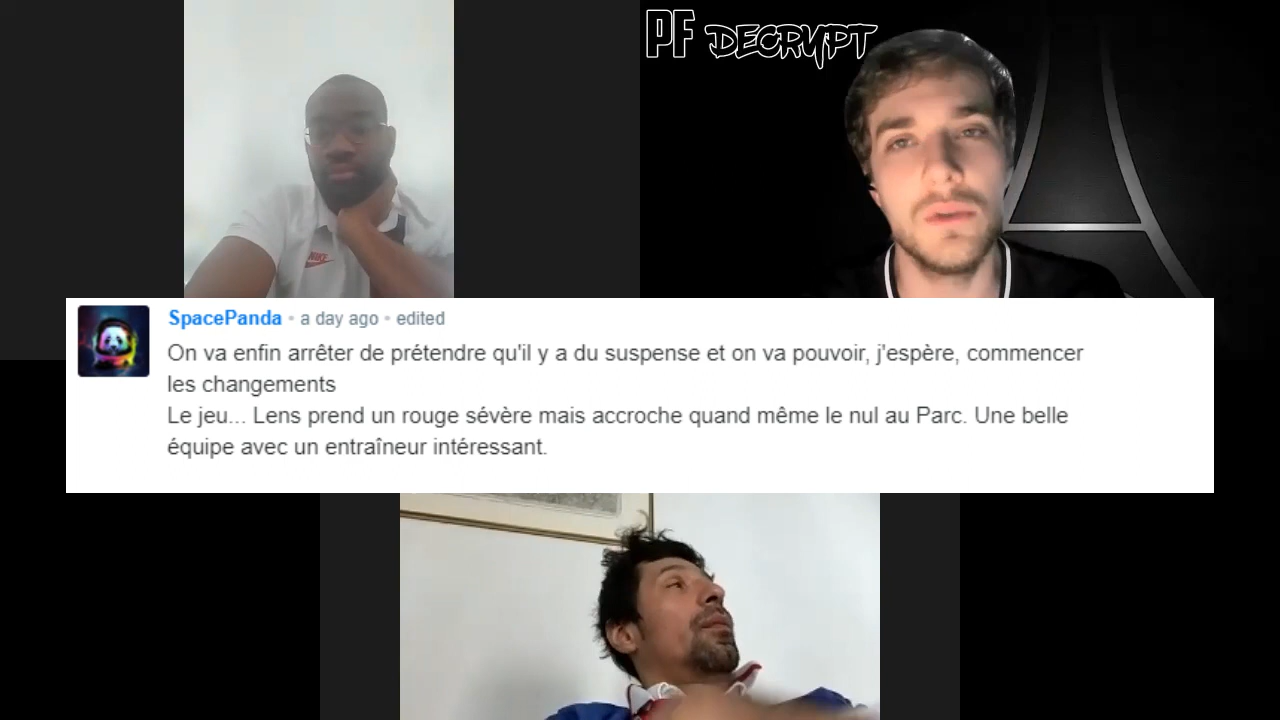 PF DECRYPT
NIKE
SpacePanda • a day ago • edited
On va enfin arrêter de prétendre qu'il y a du suspense et on va pouvoir, j'espère, commencer
les changements
Le jeu... Lens prend un rouge sévère mais accroche quand même le nul au Parc. Une belle
équipe avec un entraîneur intéressant.